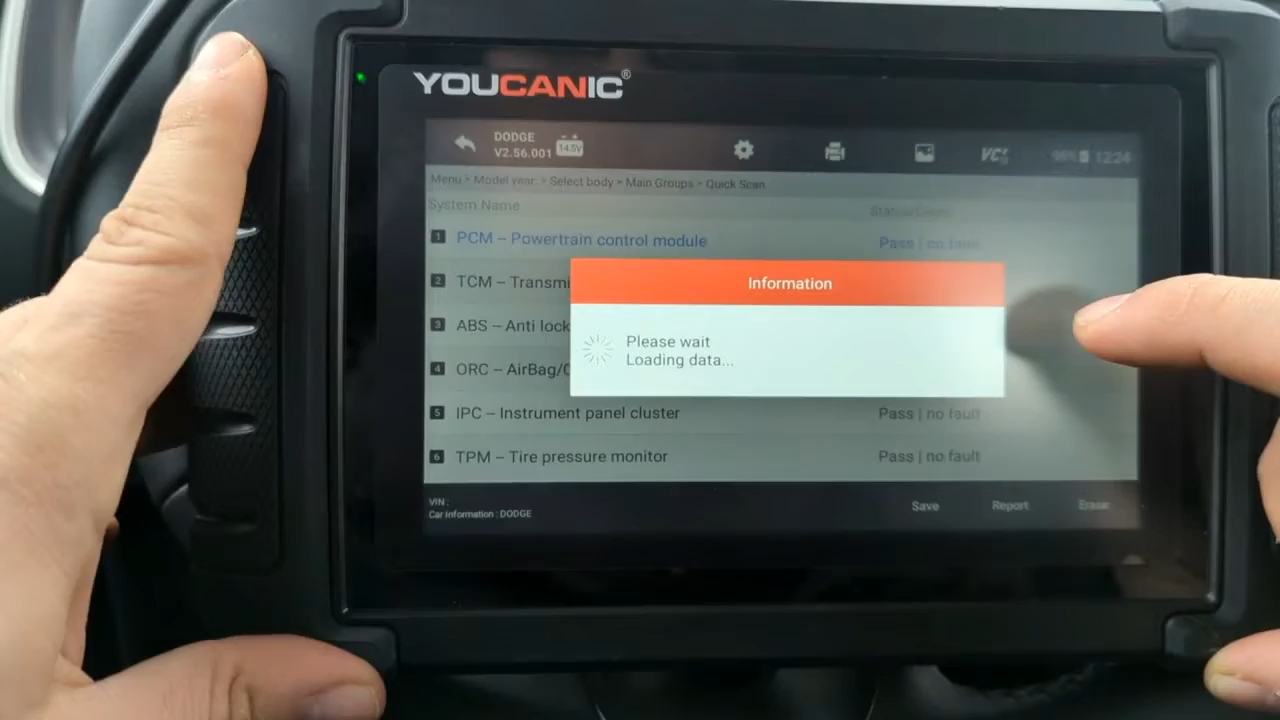 YOUCANIC®
DODGE
V2.56.001
14.5V
12:24
Menu > Model year: > Select body > Main Groups > Quick Scan
System Name
1 PCM – Powertrain control module Pass | no fault
2 TCM – Transmi
3 ABS – Anti lock
4 ORC – AirBag/
Information
Please wait
Loading data...
5 IPC – Instrument panel cluster Pass | no fault
6 TPM – Tire pressure monitor Pass | no fault
VIN :
Car Information : DODGE
Save Report Erase